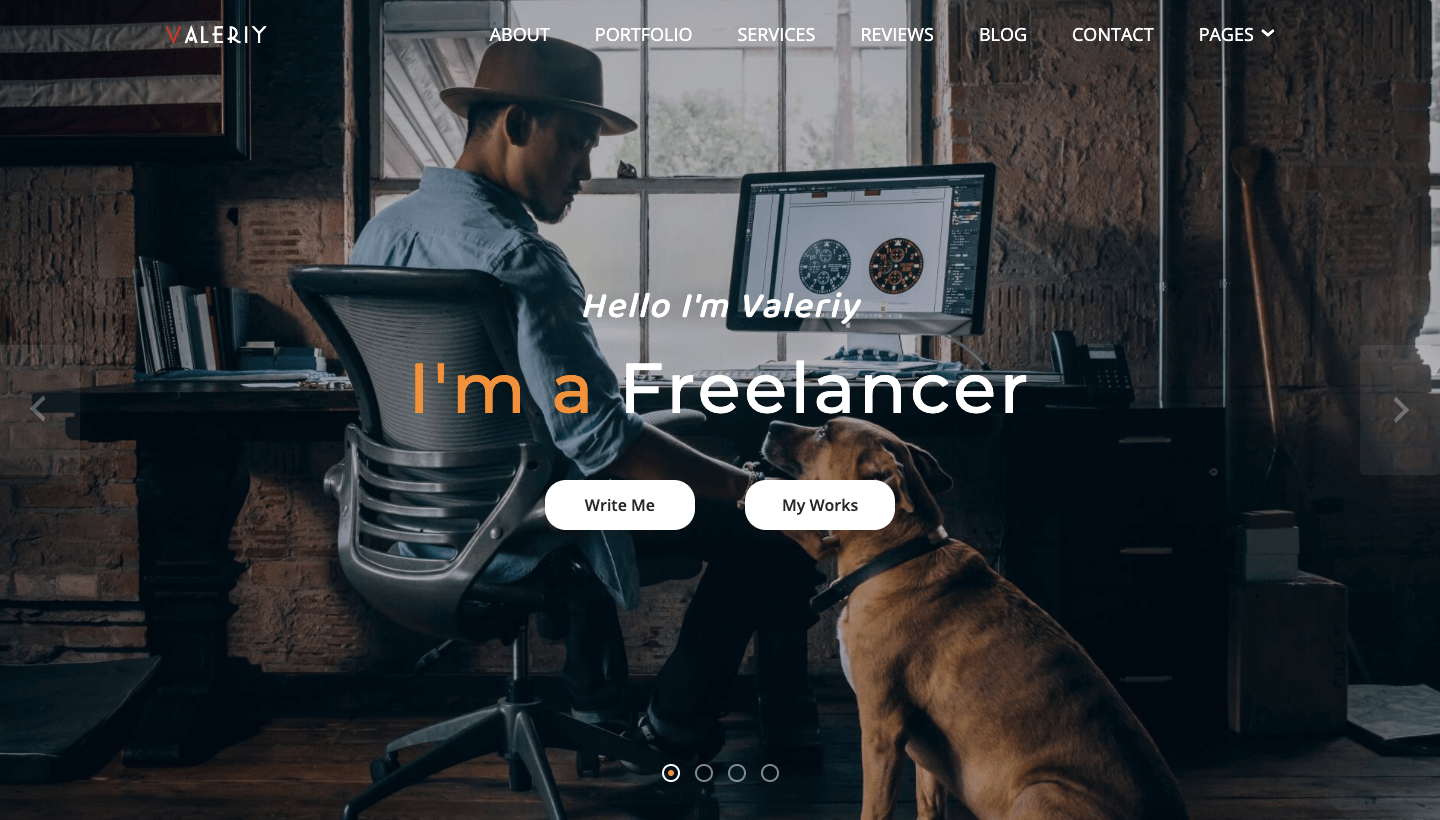 VALERIY
ABOUT PORTFOLIO SERVICES REVIEWS BLOG CONTACT PAGES
Hello I'm Valeriy
I'm a Freelancer
Write Me My Works